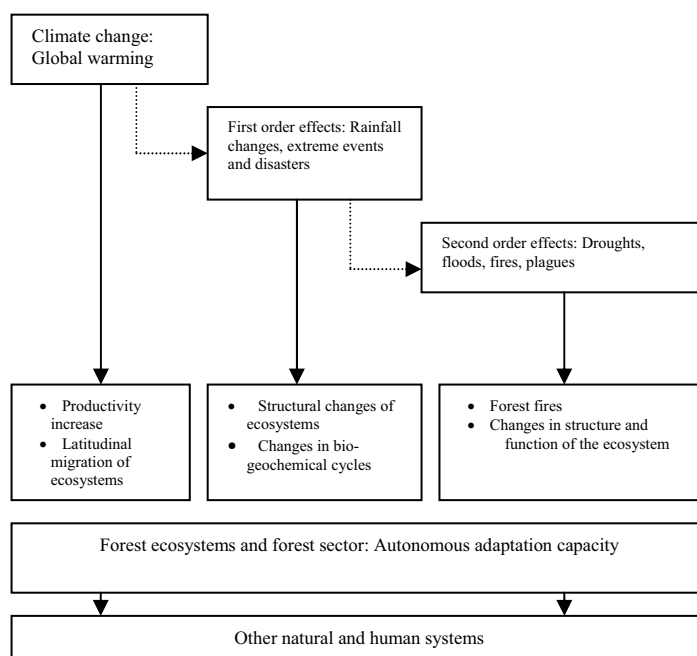 Climate change:
Global warming
First order effects: Rainfall
changes, extreme events
and disasters
Second order effects: Droughts,
floods, fires, plagues
• Productivity
increase
• Latitudinal
migration of
ecosystems
• Structural changes of
ecosystems
• Changes in bio-
geochemical cycles
• Forest fires
• Changes in structure and
function of the ecosystem
Forest ecosystems and forest sector: Autonomous adaptation capacity
Other natural and human systems